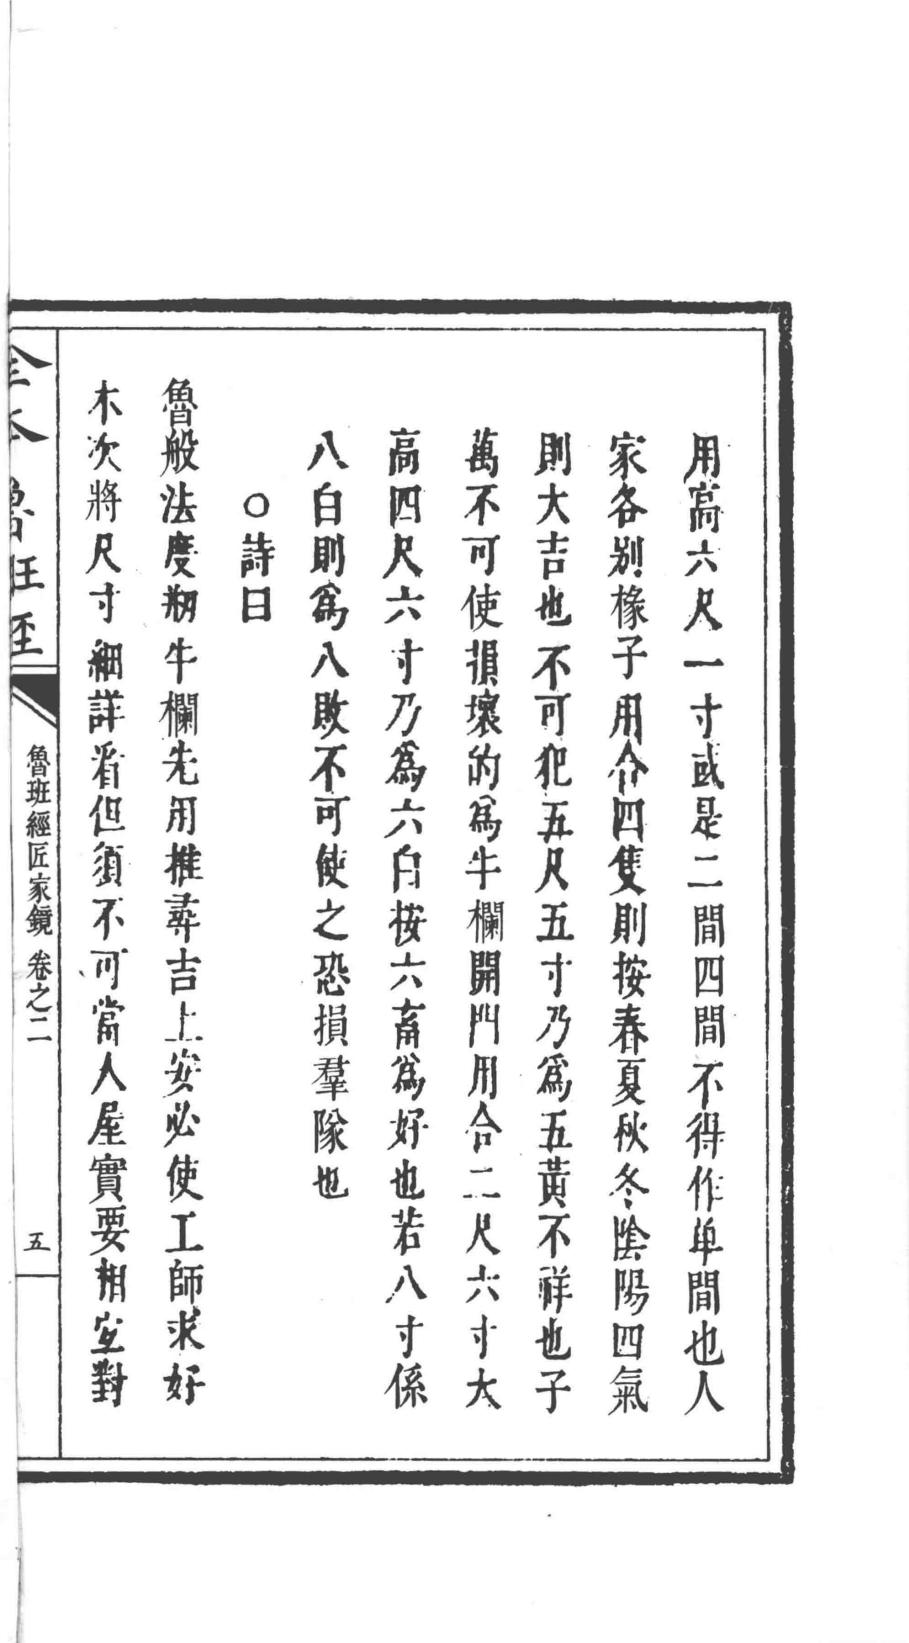 用高六尺一寸或是二間四間不得作单間也人
家各别椽子用合四隻則按春夏秋冬陰陽四氣
則大吉也不可犯五尺五寸乃爲五黃不祥也子
萬不可使損壞的爲牛欄開門用合二尺六寸大
高四尺六寸乃爲六白按六畜爲好也若八寸係
八白則爲八敗不可使之恐損羣隊也
○詩曰
魯般法度剏牛欄先用推尋吉上安必使工師求好
木次將尺寸細詳看但須不可當人屋實要相宜對
魯班經匠家鏡 卷之二
五